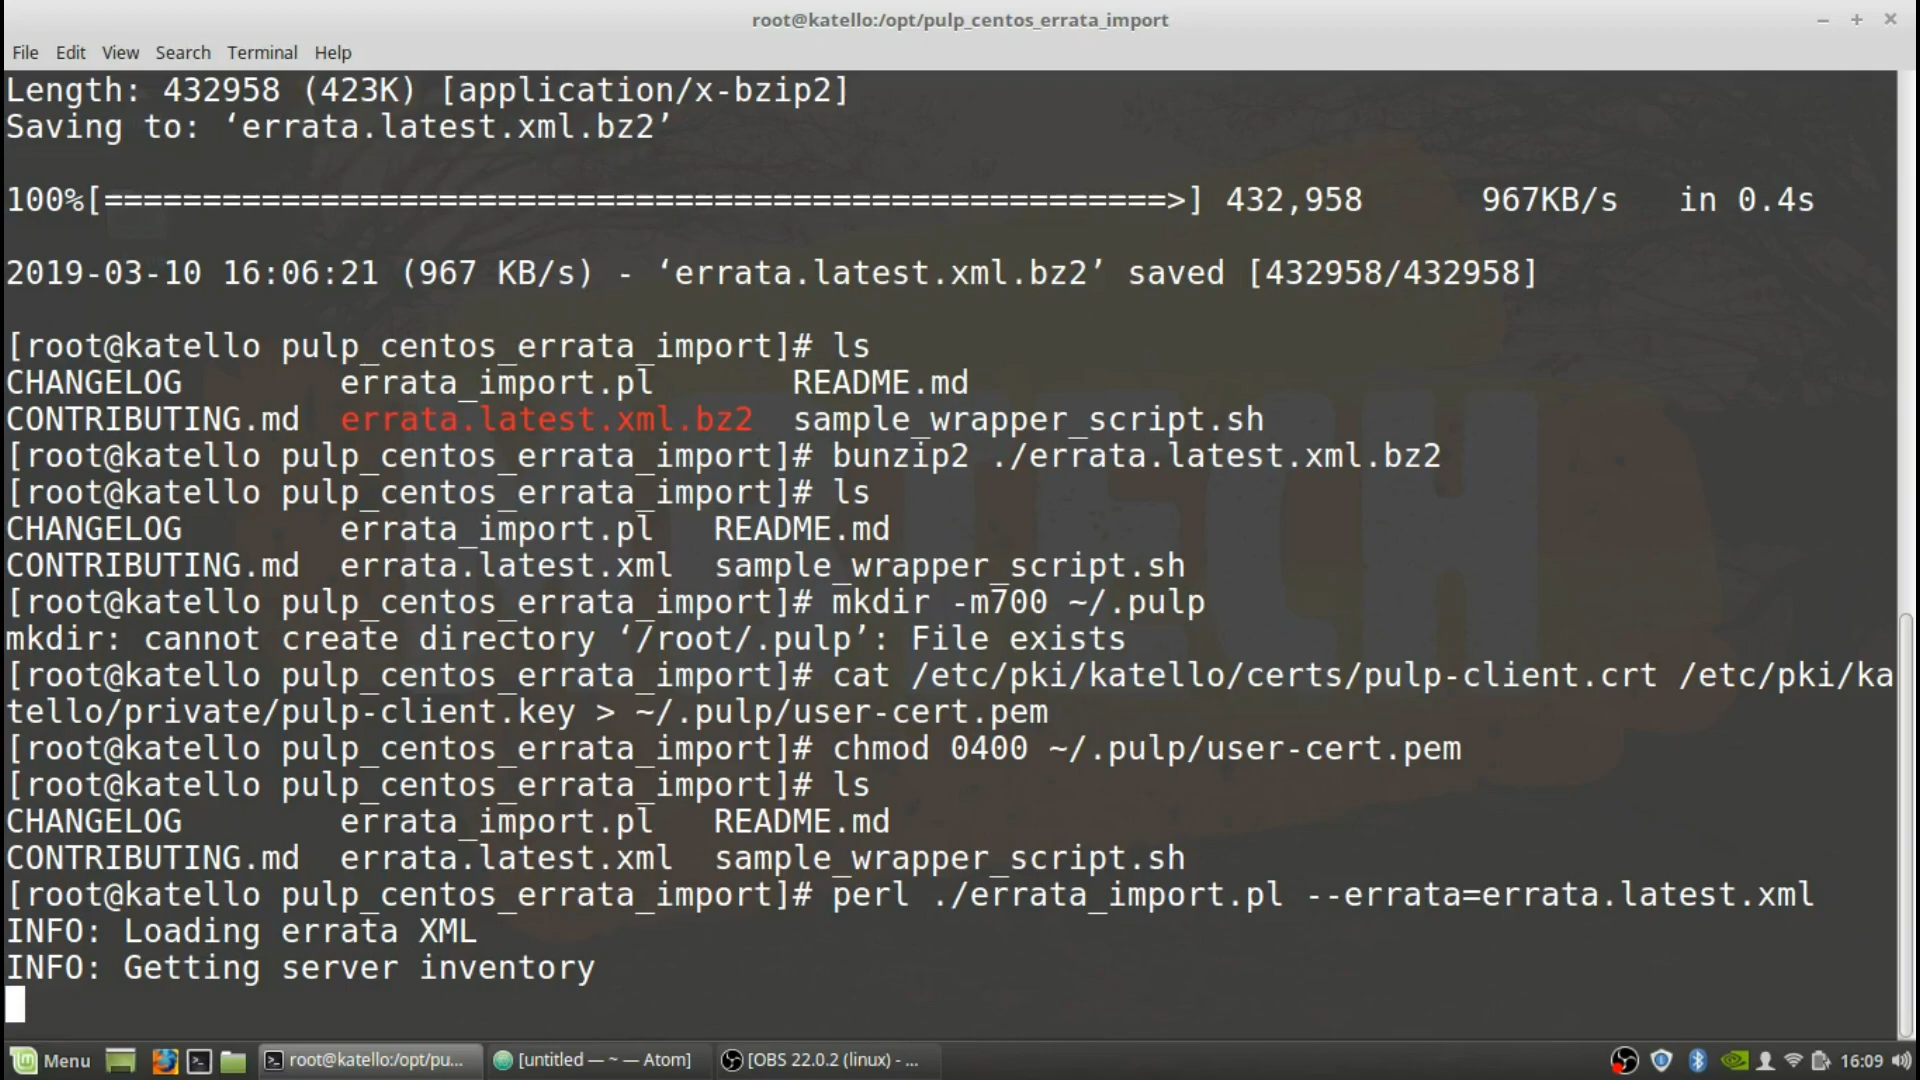 root@katello:/opt/pulp_centos_errata_import
File Edit View Search Terminal Help
Length: 432958 (423K) [application/x-bzip2]
Saving to: ‘errata.latest.xml.bz2’
100%[======================================================>] 432,958 967KB/s in 0.4s
2019-03-10 16:06:21 (967 KB/s) - ‘errata.latest.xml.bz2’ saved [432958/432958]
[root@katello pulp_centos_errata_import]# ls
CHANGELOG errata_import.pl README.md
CONTRIBUTING.md errata.latest.xml.bz2 sample_wrapper_script.sh
[root@katello pulp_centos_errata_import]# bunzip2 ./errata.latest.xml.bz2
[root@katello pulp_centos_errata_import]# ls
CHANGELOG errata_import.pl README.md
CONTRIBUTING.md errata.latest.xml sample_wrapper_script.sh
[root@katello pulp_centos_errata_import]# mkdir -m700 ~/.pulp
mkdir: cannot create directory ‘/root/.pulp’: File exists
[root@katello pulp_centos_errata_import]# cat /etc/pki/katello/certs/pulp-client.crt /etc/pki/ka
tello/private/pulp-client.key > ~/.pulp/user-cert.pem
[root@katello pulp_centos_errata_import]# chmod 0400 ~/.pulp/user-cert.pem
[root@katello pulp_centos_errata_import]# ls
CHANGELOG errata_import.pl README.md
CONTRIBUTING.md errata.latest.xml sample_wrapper_script.sh
[root@katello pulp_centos_errata_import]# perl ./errata_import.pl --errata=errata.latest.xml
INFO: Loading errata XML
INFO: Getting server inventory
Menu root@katello:/opt/pu... [untitled — ~ — Atom] [OBS 22.0.2 (linux) - ... 16:09